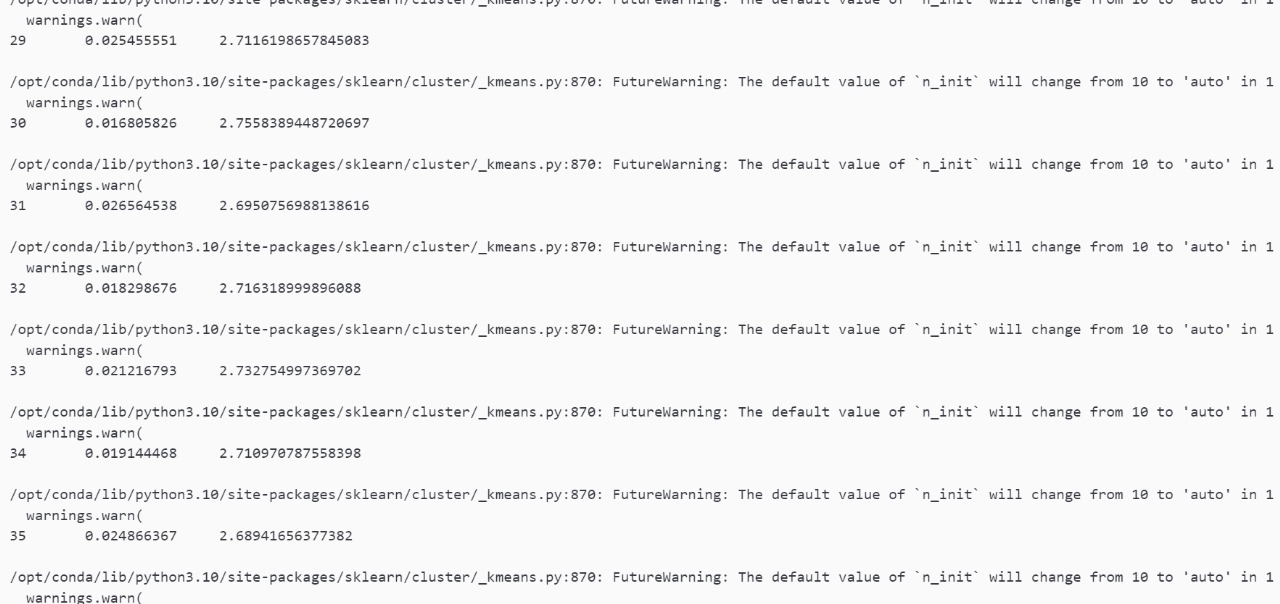 /opt/conda/lib/python3.10/site-packages/sklearn/cluster/_kmeans.py:870: FutureWarning: The default value of `n_init` will change from 10 to 'auto' in 1
  warnings.warn(
29       0.025455551     2.7116198657845083
/opt/conda/lib/python3.10/site-packages/sklearn/cluster/_kmeans.py:870: FutureWarning: The default value of `n_init` will change from 10 to 'auto' in 1
  warnings.warn(
30       0.016805826     2.7558389448720697
/opt/conda/lib/python3.10/site-packages/sklearn/cluster/_kmeans.py:870: FutureWarning: The default value of `n_init` will change from 10 to 'auto' in 1
  warnings.warn(
31       0.026564538     2.6950756988138616
/opt/conda/lib/python3.10/site-packages/sklearn/cluster/_kmeans.py:870: FutureWarning: The default value of `n_init` will change from 10 to 'auto' in 1
  warnings.warn(
32       0.018298676     2.716318999896088
/opt/conda/lib/python3.10/site-packages/sklearn/cluster/_kmeans.py:870: FutureWarning: The default value of `n_init` will change from 10 to 'auto' in 1
  warnings.warn(
33       0.021216793     2.732754997369702
/opt/conda/lib/python3.10/site-packages/sklearn/cluster/_kmeans.py:870: FutureWarning: The default value of `n_init` will change from 10 to 'auto' in 1
  warnings.warn(
34       0.019144468     2.710970787558398
/opt/conda/lib/python3.10/site-packages/sklearn/cluster/_kmeans.py:870: FutureWarning: The default value of `n_init` will change from 10 to 'auto' in 1
  warnings.warn(
35       0.024866367     2.68941656377382
/opt/conda/lib/python3.10/site-packages/sklearn/cluster/_kmeans.py:870: FutureWarning: The default value of `n_init` will change from 10 to 'auto' in 1
  warnings.warn(